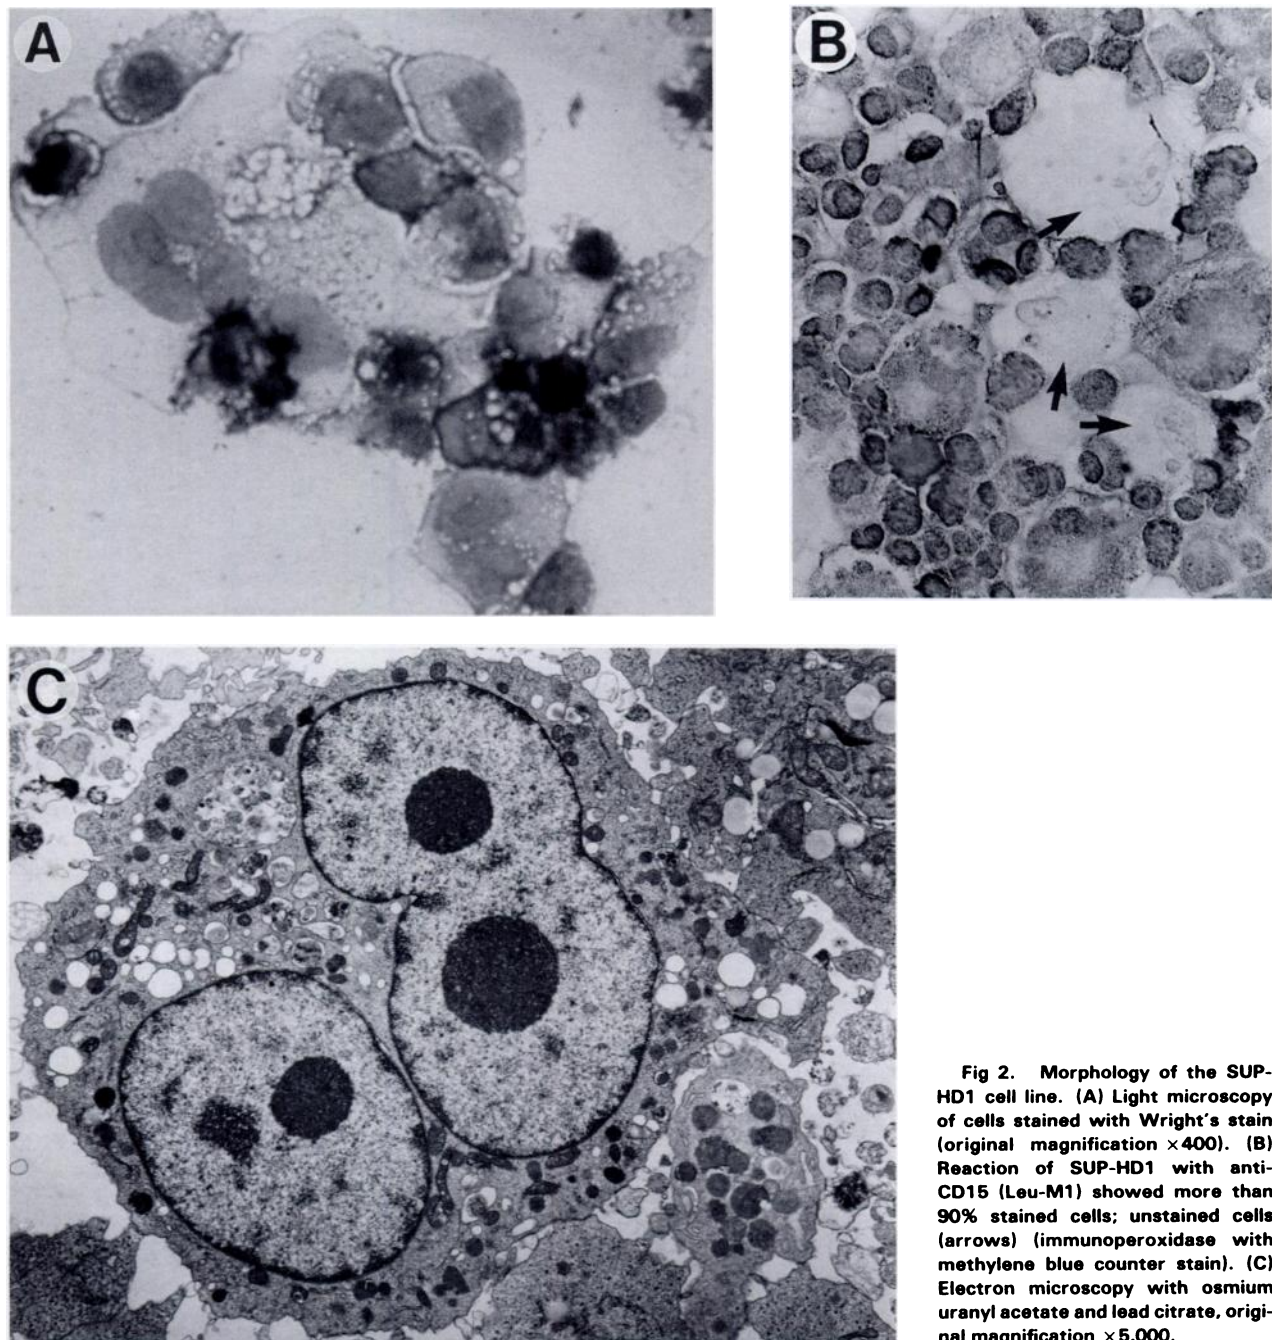 A
B
C
Fig 2. Morphology of the SUP-
HD1 cell line. (A) Light microscopy
of cells stained with Wright's stain
(original magnification ×400). (B)
Reaction of SUP-HD1 with anti-
CD15 (Leu-M1) showed more than
90% stained cells; unstained cells
(arrows) (immunoperoxidase with
methylene blue counter stain). (C)
Electron microscopy with osmium
uranyl acetate and lead citrate, origi-
nal magnification ×5,000.